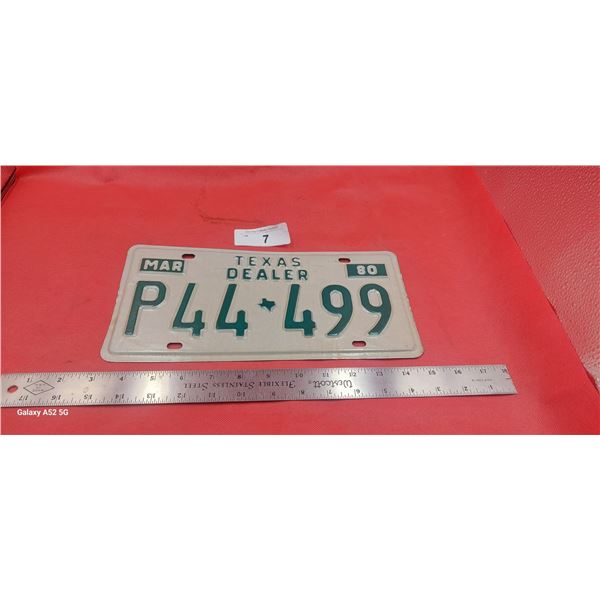 7
TEXAS
MAR DEALER 80
P44 499
Westcott® FLEXIBLE STAINLESS STEEL
Galaxy A52 5G